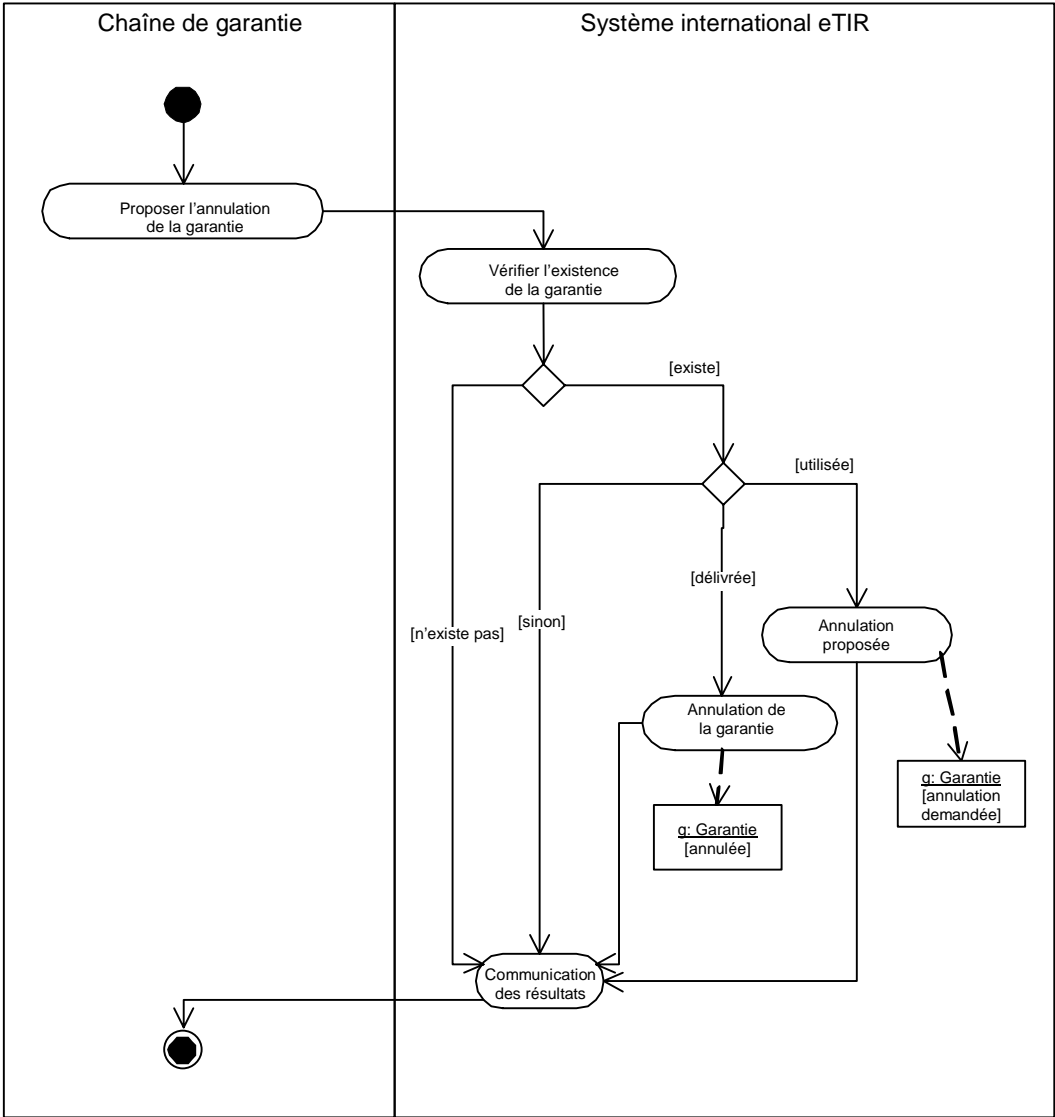 Chaîne de garantie
Système international eTIR
Proposer l'annulation
de la garantie
Vérifier l'existence
de la garantie
[existe]
[utilisée]
[délivrée]
[n'existe pas]
[sinon]
Annulation
proposée
Annulation de
la garantie
g: Garantie
[annulation
demandée]
g: Garantie
[annulée]
Communication
des résultats